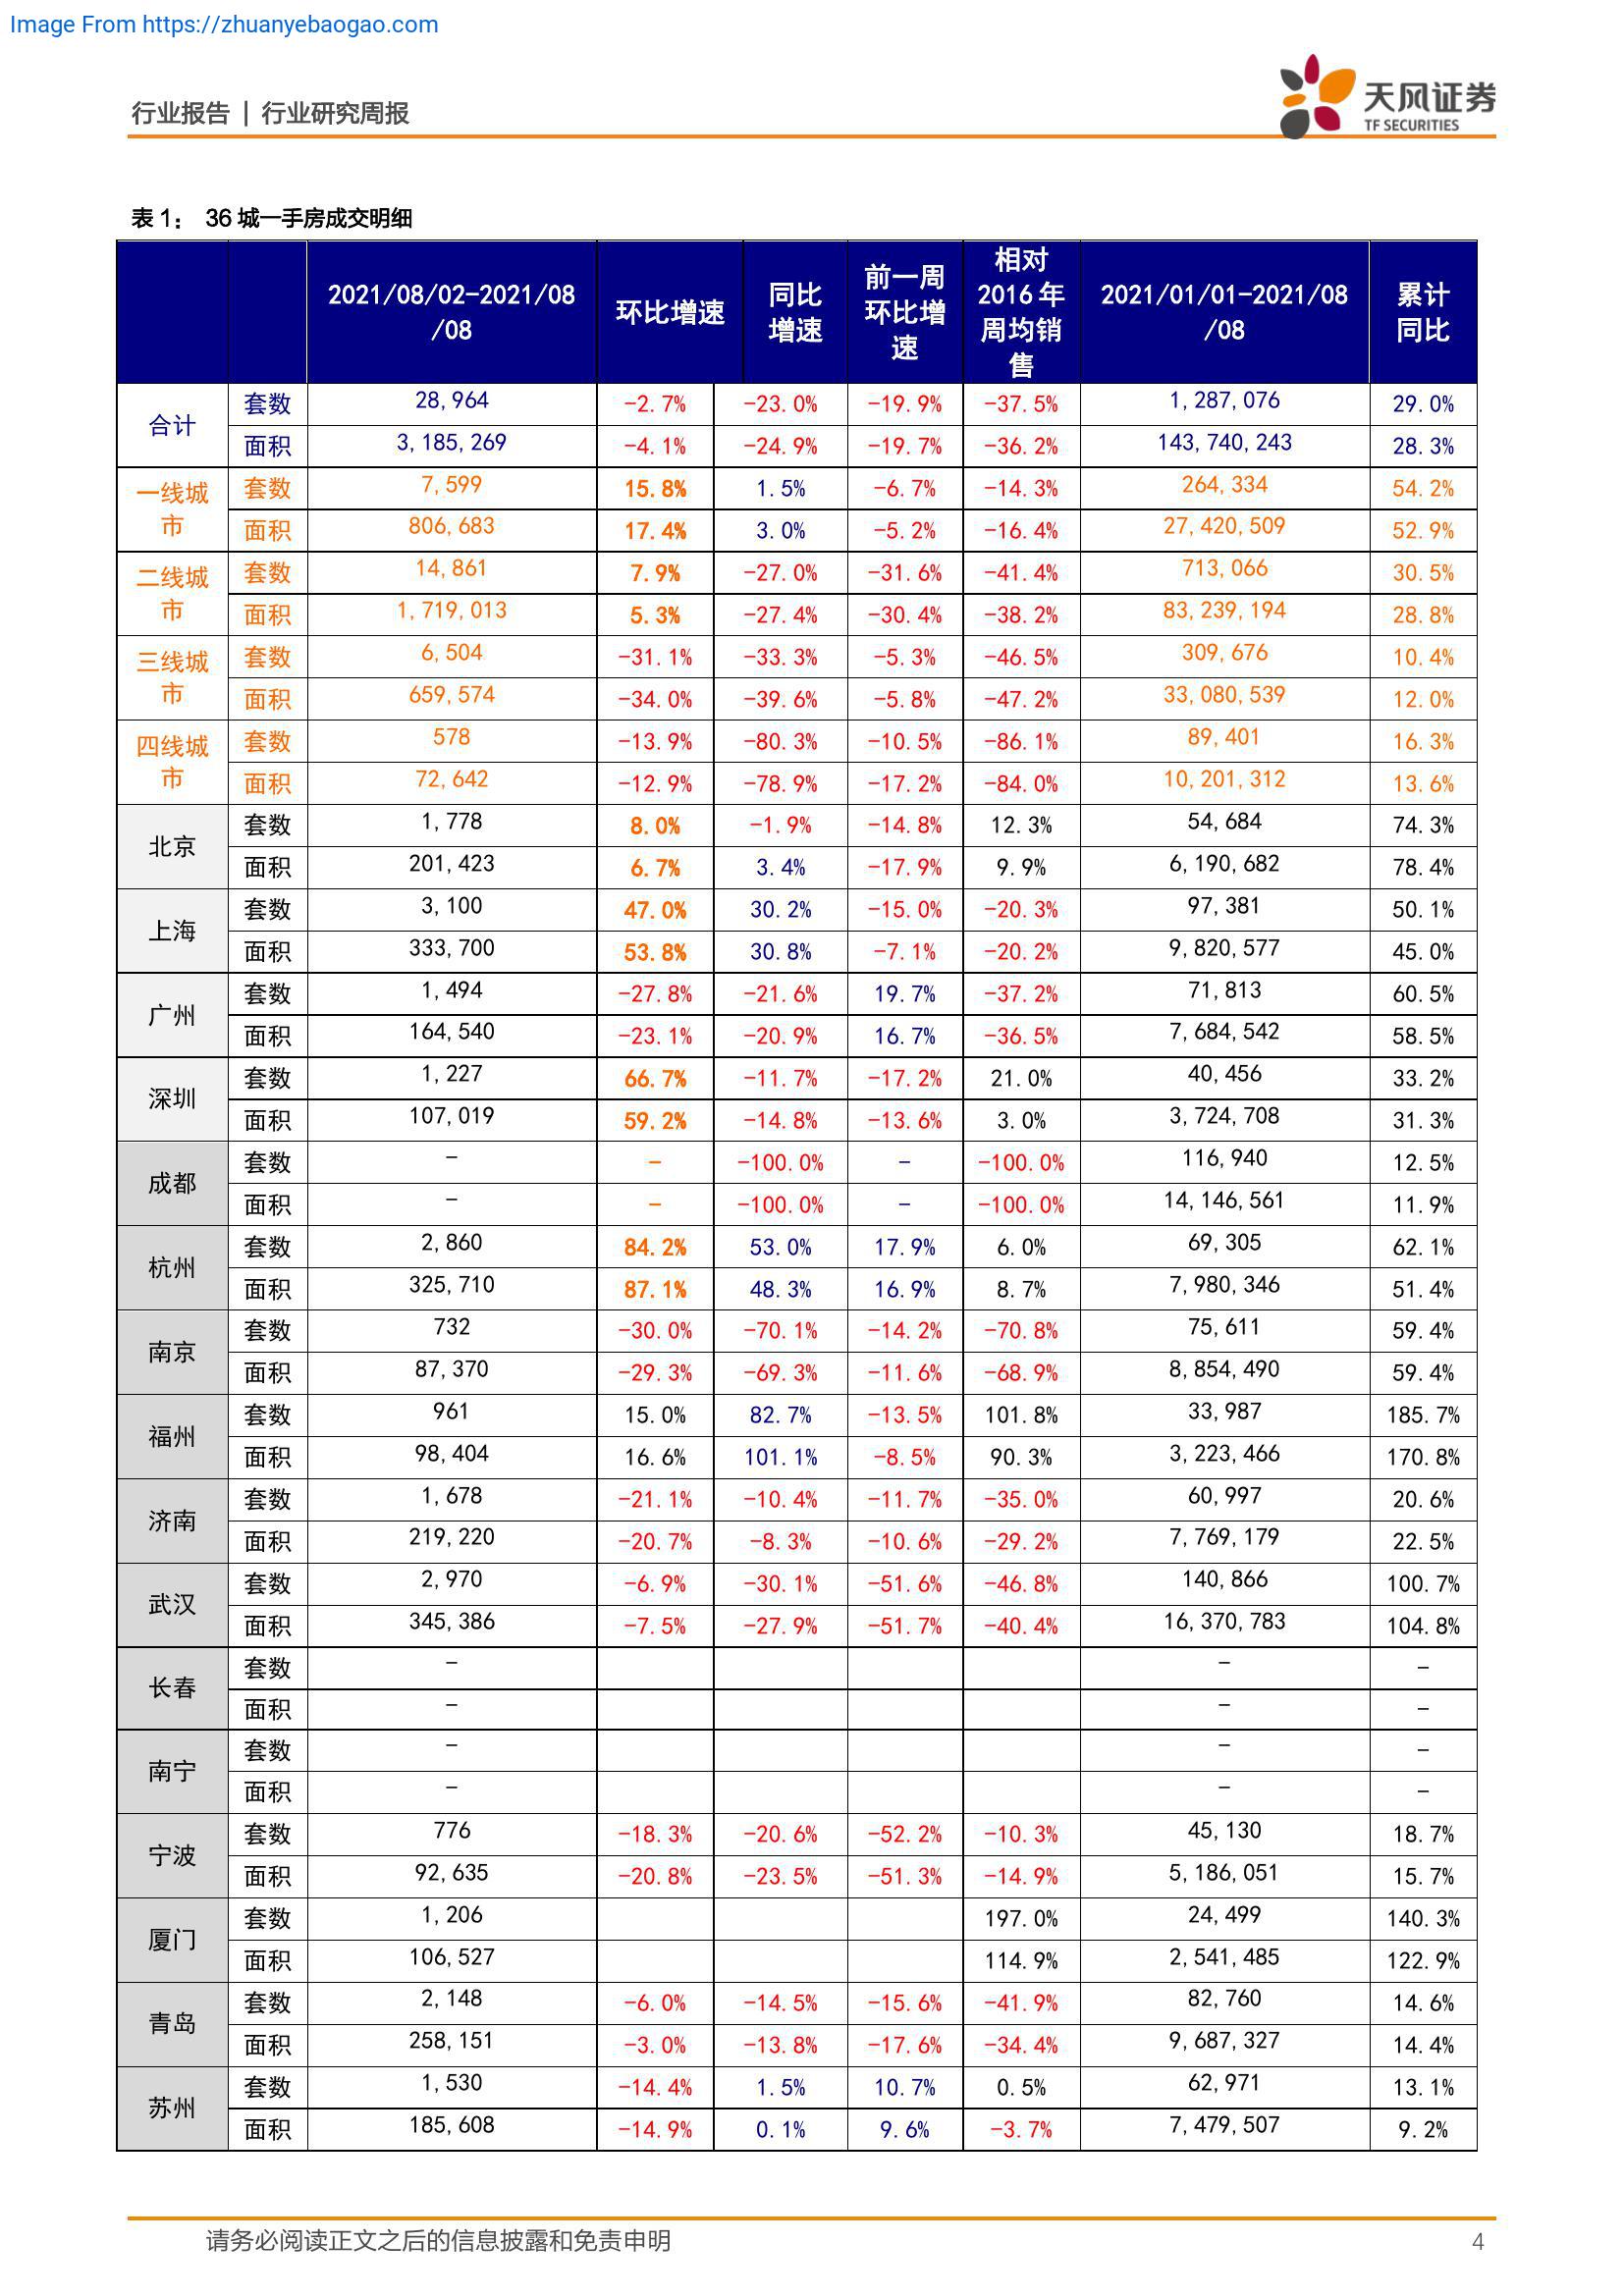 Image From https://zhuanyebaogao.com
行业报告 | 行业研究周报
天风证券
TF SECURITIES
表 1： 36 城一手房成交明细
2021/08/02-2021/08/08 环比增速 同比增速 前一周环比增速 相对2016 年周均销售 2021/01/01-2021/08/08 累计同比
合计 套数 28,964 -2.7% -23.0% -19.9% -37.5% 1,287,076 29.0%
面积 3,185,269 -4.1% -24.9% -19.7% -36.2% 143,740,243 28.3%
一线城市 套数 7,599 15.8% 1.5% -6.7% -14.3% 264,334 54.2%
面积 806,683 17.4% 3.0% -5.2% -16.4% 27,420,509 52.9%
二线城市 套数 14,861 7.9% -27.0% -31.6% -41.4% 713,066 30.5%
面积 1,719,013 5.3% -27.4% -30.4% -38.2% 83,239,194 28.8%
三线城市 套数 6,504 -31.1% -33.3% -5.3% -46.5% 309,676 10.4%
面积 659,574 -34.0% -39.6% -5.8% -47.2% 33,080,539 12.0%
四线城市 套数 578 -13.9% -80.3% -10.5% -86.1% 89,401 16.3%
面积 72,642 -12.9% -78.9% -17.2% -84.0% 10,201,312 13.6%
北京 套数 1,778 8.0% -1.9% -14.8% 12.3% 54,684 74.3%
面积 201,423 6.7% 3.4% -17.9% 9.9% 6,190,682 78.4%
上海 套数 3,100 47.0% 30.2% -15.0% -20.3% 97,381 50.1%
面积 333,700 53.8% 30.8% -7.1% -20.2% 9,820,577 45.0%
广州 套数 1,494 -27.8% -21.6% 19.7% -37.2% 71,813 60.5%
面积 164,540 -23.1% -20.9% 16.7% -36.5% 7,684,542 58.5%
深圳 套数 1,227 66.7% -11.7% -17.2% 21.0% 40,456 33.2%
面积 107,019 59.2% -14.8% -13.6% 3.0% 3,724,708 31.3%
成都 套数 - - -100.0% - -100.0% 116,940 12.5%
面积 - - -100.0% - -100.0% 14,146,561 11.9%
杭州 套数 2,860 84.2% 53.0% 17.9% 6.0% 69,305 62.1%
面积 325,710 87.1% 48.3% 16.9% 8.7% 7,980,346 51.4%
南京 套数 732 -30.0% -70.1% -14.2% -70.8% 75,611 59.4%
面积 87,370 -29.3% -69.3% -11.6% -68.9% 8,854,490 59.4%
福州 套数 961 15.0% 82.7% -13.5% 101.8% 33,987 185.7%
面积 98,404 16.6% 101.1% -8.5% 90.3% 3,223,466 170.8%
济南 套数 1,678 -21.1% -10.4% -11.7% -35.0% 60,997 20.6%
面积 219,220 -20.7% -8.3% -10.6% -29.2% 7,769,179 22.5%
武汉 套数 2,970 -6.9% -30.1% -51.6% -46.8% 140,866 100.7%
面积 345,386 -7.5% -27.9% -51.7% -40.4% 16,370,783 104.8%
长春 套数 - - -
面积 - - -
南宁 套数 - - -
面积 - - -
宁波 套数 776 -18.3% -20.6% -52.2% -10.3% 45,130 18.7%
面积 92,635 -20.8% -23.5% -51.3% -14.9% 5,186,051 15.7%
厦门 套数 1,206 197.0% 24,499 140.3%
面积 106,527 114.9% 2,541,485 122.9%
青岛 套数 2,148 -6.0% -14.5% -15.6% -41.9% 82,760 14.6%
面积 258,151 -3.0% -13.8% -17.6% -34.4% 9,687,327 14.4%
苏州 套数 1,530 -14.4% 1.5% 10.7% 0.5% 62,971 13.1%
面积 185,608 -14.9% 0.1% 9.6% -3.7% 7,479,507 9.2%
请务必阅读正文之后的信息披露和免责申明 4